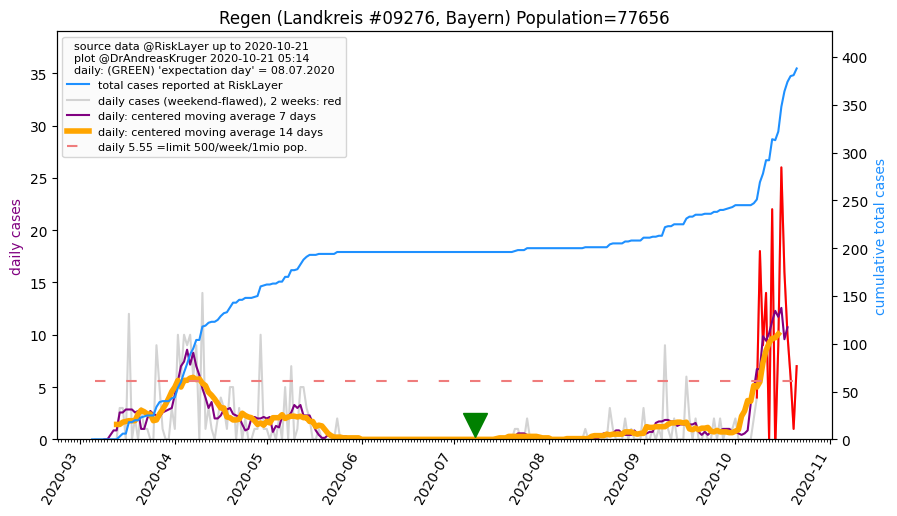 Regen (Landkreis #09276, Bayern) Population=77656
source data @RiskLayer up to 2020-10-21
plot @DrAndreasKruger 2020-10-21 05:14
daily: (GREEN) 'expectation day' = 08.07.2020
total cases reported at RiskLayer
daily cases (weekend-flawed), 2 weeks: red
daily: centered moving average 7 days
daily: centered moving average 14 days
daily 5.55 =limit 500/week/1mio pop.
daily cases
35
30
25
20
15
10
5
0
cumulative total cases
400
350
300
250
200
150
100
50
0
2020-03
2020-04
2020-05
2020-06
2020-07
2020-08
2020-09
2020-10
2020-11